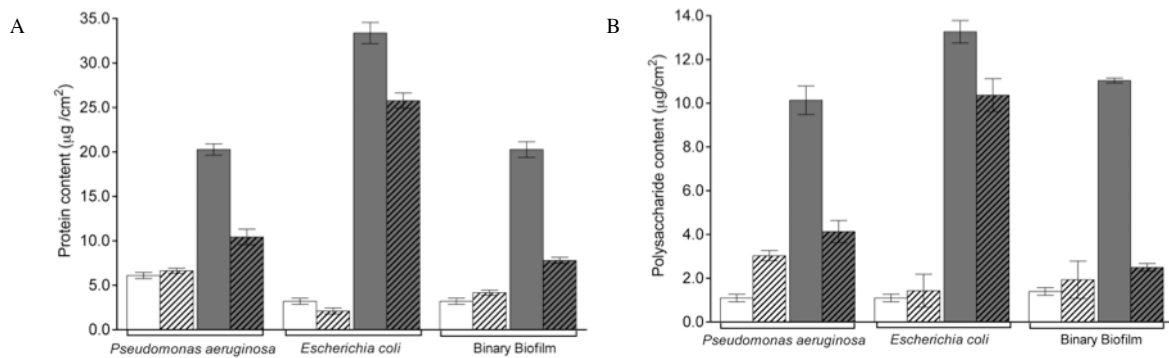 A
Protein content (μg /cm²)
35.0
30.0
25.0
20.0
15.0
10.0
5.0
0.0
Pseudomonas aeruginosa
Escherichia coli
Binary Biofilm
B
Polysaccharide content (μg/cm²)
14.0
12.0
10.0
8.0
6.0
4.0
2.0
0.0
Pseudomonas aeruginosa
Escherichia coli
Binary Biofilm